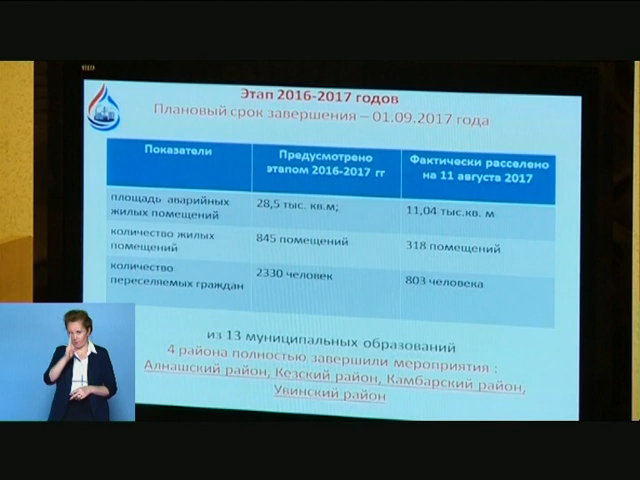 Этап 2016-2017 годов
Плановый срок завершения – 01.09.2017 года
Показатели
Предусмотрено
этапом 2016-2017 гг
Фактически расселено
на 11 августа 2017
площадь аварийных
жилых помещений
28,5 тыс. кв.м;
11,04 тыс.кв. м
количество жилых
помещений
845 помещений
318 помещений
количество
переселяемых граждан
2330 человек
803 человека
из 13 муниципальных образований
4 района полностью завершили мероприятия :
Алнашский район, Кезский район, Камбарский район,
Увинский район